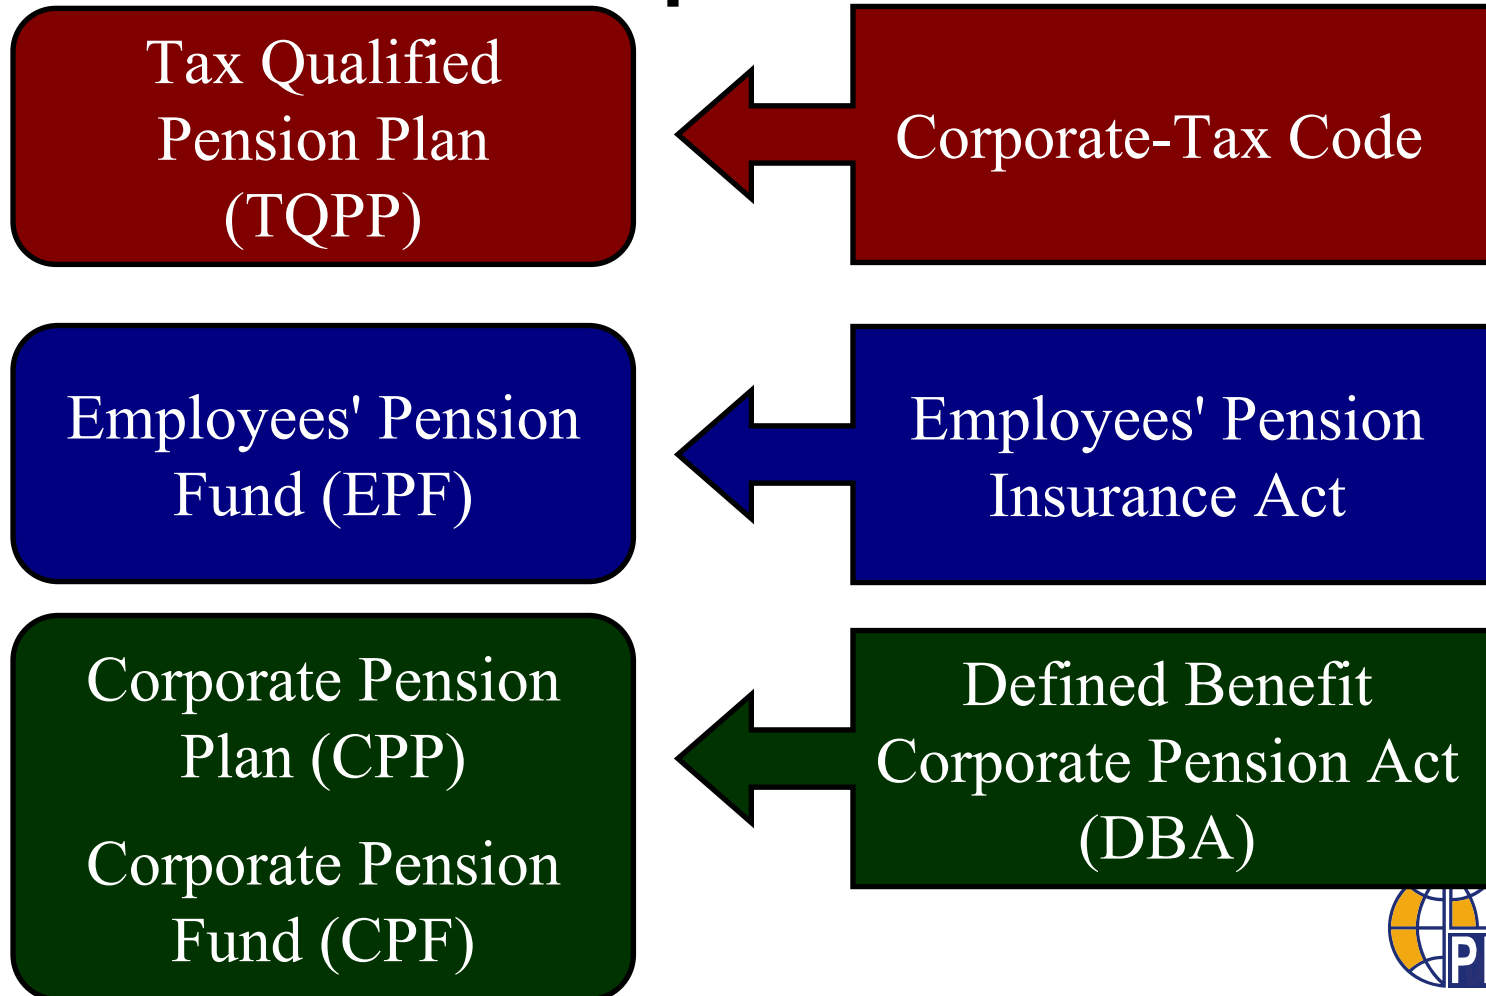 Tax Qualified
Pension Plan
(TQPP)
Corporate-Tax Code
Employees' Pension
Fund (EPF)
Employees' Pension
Insurance Act
Corporate Pension
Plan (CPP)
Corporate Pension
Fund (CPF)
Defined Benefit
Corporate Pension Act
(DBA)